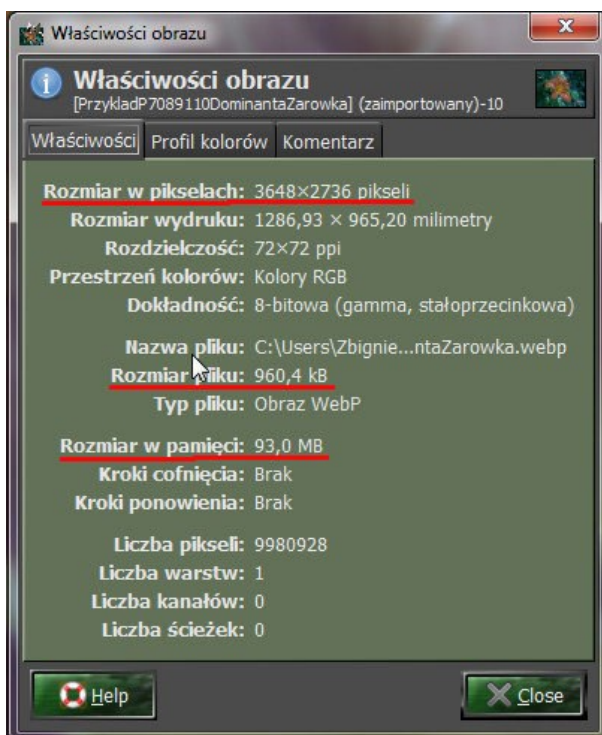 Właściwości obrazu
Właściwości obrazu
[PrzykladP7089110DominantaZarowka] (zaimportowany)-10
Właściwości Profil kolorów Komentarz
Rozmiar w pikselach: 3648×2736 pikseli
Rozmiar wydruku: 1286,93 × 965,20 milimetry
Rozdzielczość: 72×72 ppi
Przestrzeń kolorów: Kolory RGB
Dokładność: 8-bitowa (gamma, stałoprzecinkowa)
Nazwa pliku: C:\Users\Zbignie...ntaZarowka.webp
Rozmiar pliku: 960,4 kB
Typ pliku: Obraz WebP
Rozmiar w pamięci: 93,0 MB
Kroki cofnięcia: Brak
Kroki ponowienia: Brak
Liczba pikseli: 9980928
Liczba warstw: 1
Liczba kanałów: 0
Liczba ścieżek: 0
Help Close